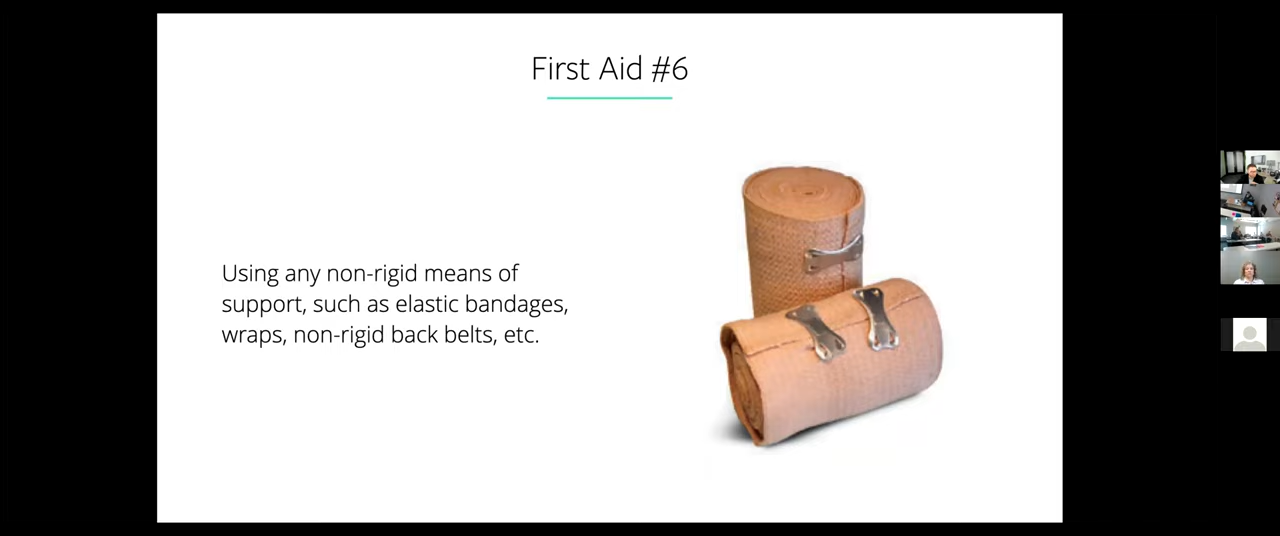 First Aid #6
Using any non-rigid means of
support, such as elastic bandages,
wraps, non-rigid back belts, etc.